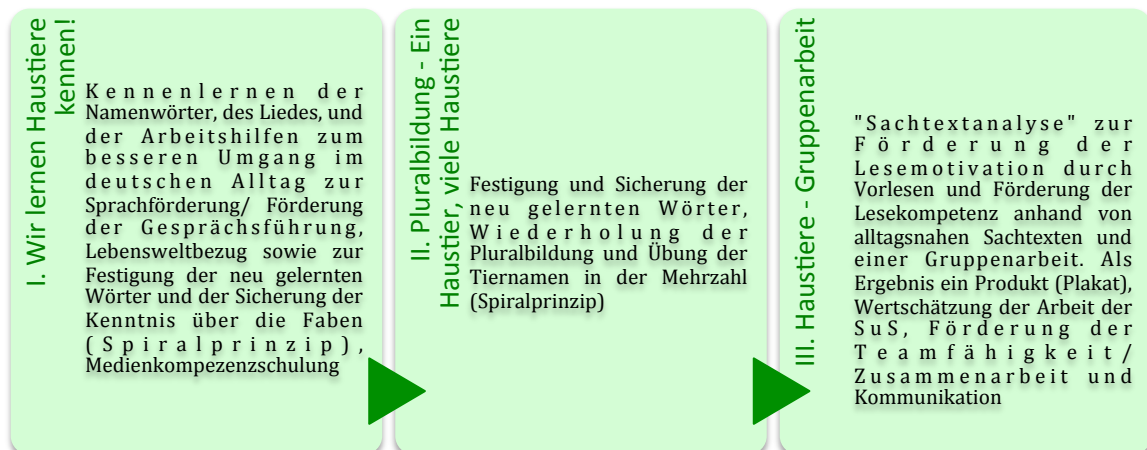 I. Wir lernen Haustiere
kennen!
Kennenlernen der
Namenwörter, des Liedes, und
der Arbeitshilfen zum
besseren Umgang im
deutschen Alltag zur
Sprachförderung/ Förderung
der Gesprächsführung,
Lebensweltbezug sowie zur
Festigung der neu gelernten
Wörter und der Sicherung der
Kenntnis über die Faben
(Spiralprinzip),
Medienkompezenzschulung
II. Pluralbildung - Ein
Haustier, viele Haustiere
Festigung und Sicherung der
neu gelernten Wörter,
Wiederholung der
Pluralbildung und Übung der
Tiernamen in der Mehrzahl
(Spiralprinzip)
III. Haustiere - Gruppenarbeit
"Sachtextanalyse" zur
Förderung der
Lesemotivation durch
Vorlesen und Förderung der
Lesekompetenz anhand von
alltagsnahen Sachtexten und
einer Gruppenarbeit. Als
Ergebnis ein Produkt (Plakat),
Wertschätzung der Arbeit der
SuS, Förderung der
Teamfähigkeit/
Zusammenarbeit und
Kommunikation